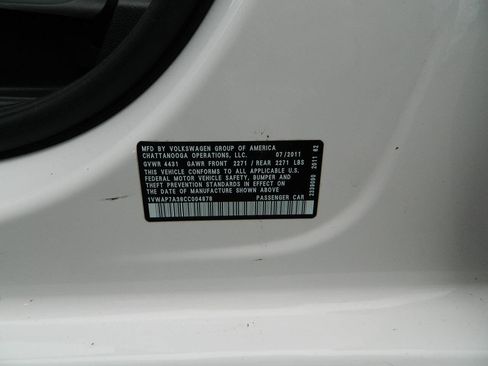 MFD BY VOLKSWAGEN GROUP OF AMERICA
CHATTANOOGA OPERATIONS, LLC. 07/2011
GVWR 4431 GAWR FRONT 2271 / REAR 2271 LBS
THIS VEHICLE CONFORMS TO ALL APPLICABLE U.S.
FEDERAL MOTOR VEHICLE SAFETY, BUMPER, AND
THEFT PREVENTION STANDARDS IN EFFECT ON THE
DATE OF MANUFACTURE SHOWN ABOVE.
PASSENGER CAR
2011 82